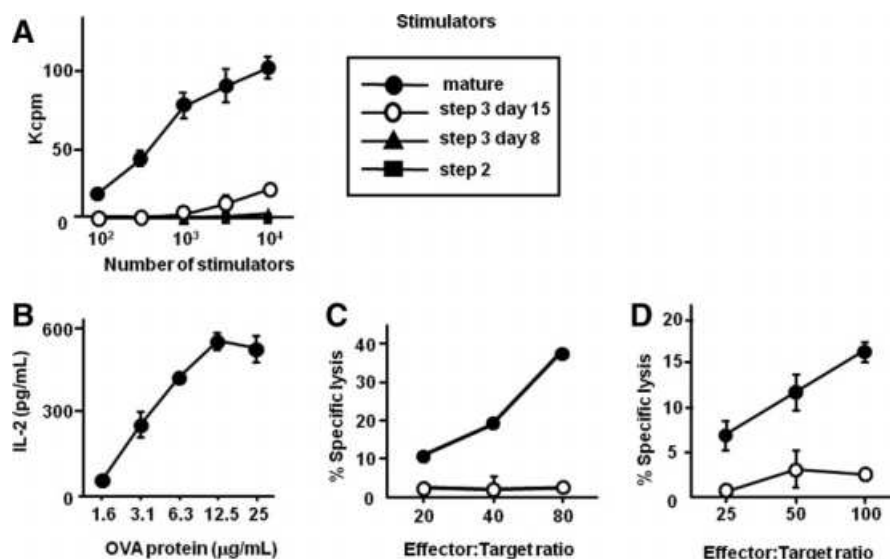 A
Stimulators
Kcpm
100
50
0
10² 10³ 10⁴
Number of stimulators
mature
step 3 day 15
step 3 day 8
step 2
B
IL-2 (pg/mL)
600
300
0
1.6 3.1 6.3 12.5 25
OVA protein (μg/mL)
C
% Specific lysis
40
30
20
10
0
20 40 80
Effector:Target ratio
D
% Specific lysis
20
15
10
5
0
25 50 100
Effector:Target ratio